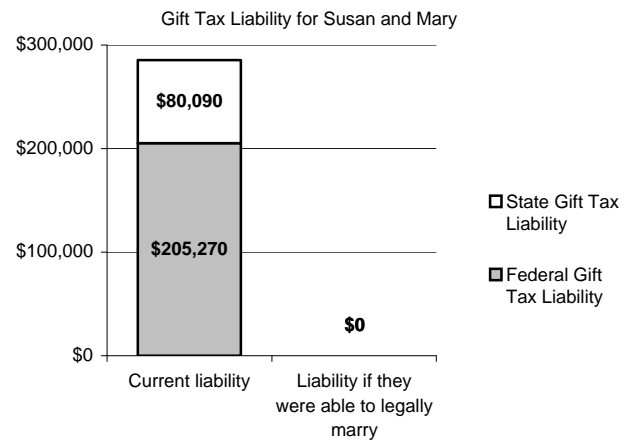 Gift Tax Liability for Susan and Mary
$300,000
$80,090
$200,000
State Gift Tax
Liability
$100,000
$205,270
Federal Gift
Tax Liability
$0
$0
Current liability
Liability if they
were able to legally
marry